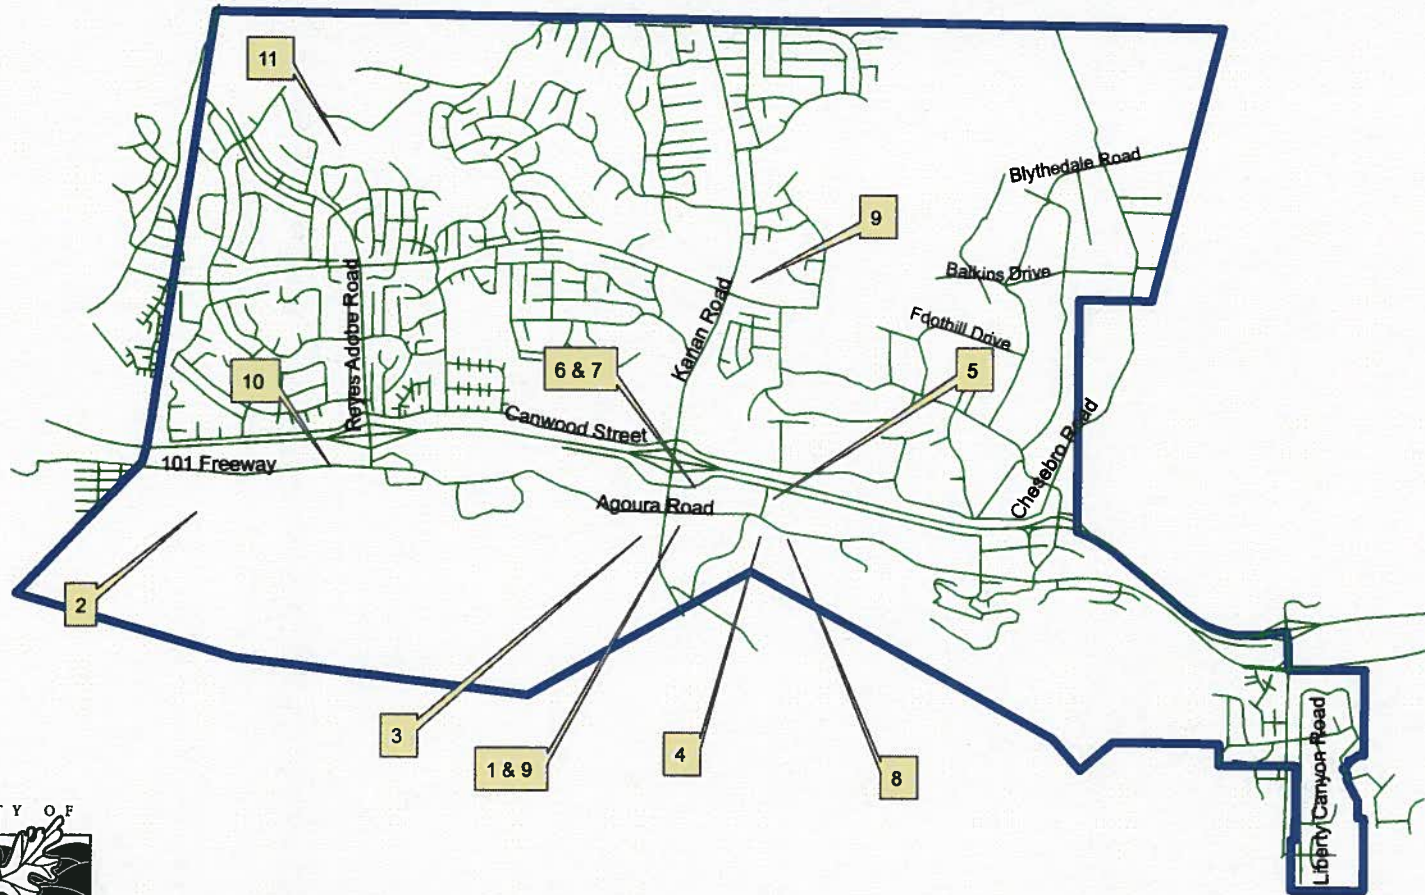 11
Blythedale Road
9
Balkins Drive
Reyes Adobe Road
Kanan Road
Foothill Drive
6 & 7
5
10
Canwood Street
Chesebro Road
101 Freeway
Agoura Road
2
3
1 & 9
4
8
Liberty Canyon Road
Y OF